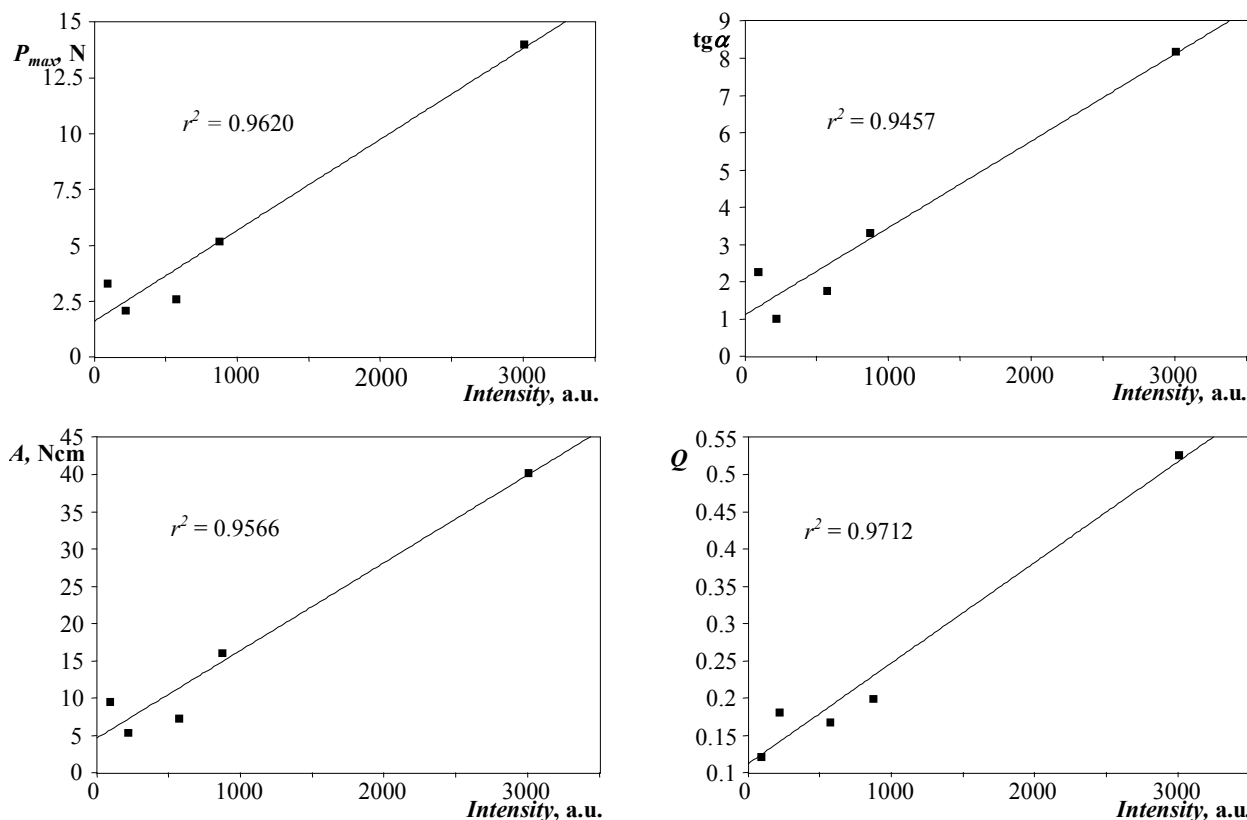 15
P_max, N
12.5
10
7.5
5
2.5
0
r² = 0.9620
0 1000 2000 3000
Intensity, a.u.
9
tgα
8
7
6
5
4
3
2
1
0
r² = 0.9457
0 1000 2000 3000
Intensity, a.u.
45
A, Ncm
40
35
30
25
20
15
10
5
0
r² = 0.9566
0 1000 2000 3000
Intensity, a.u.
0.55
Q
0.5
0.45
0.4
0.35
0.3
0.25
0.2
0.15
0.1
r² = 0.9712
0 1000 2000 3000
Intensity, a.u.